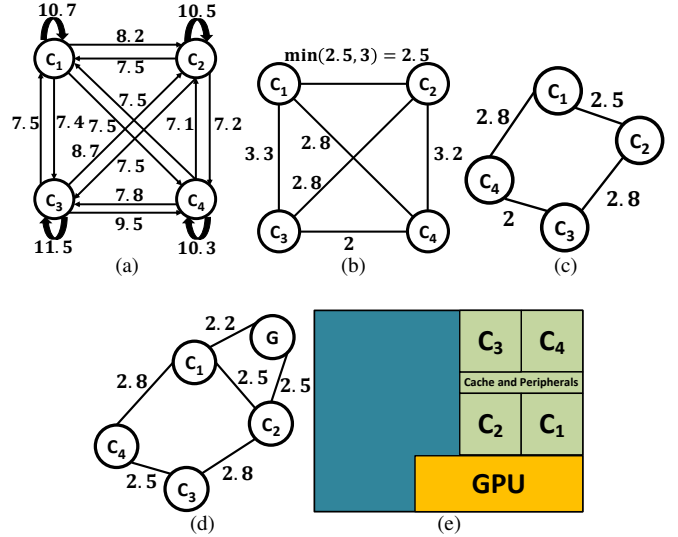 10.7
10.5
8.2
C1
C2
7.5
7.5
7.4
7.5
7.5
7.1
7.2
8.7
7.5
C3
7.8
C4
9.5
11.5
10.3
(a)
min(2.5, 3) = 2.5
C1
C2
3.3
2.8
3.2
2.8
C3
2
C4
(b)
C1
2.8
2.5
C2
C4
2
2.8
C3
(c)
2.2
G
C1
2.8
2.5
2.5
C2
C4
2.5
2.8
C3
(d)
C3 C4
Cache and Peripherals
C2 C1
GPU
(e)